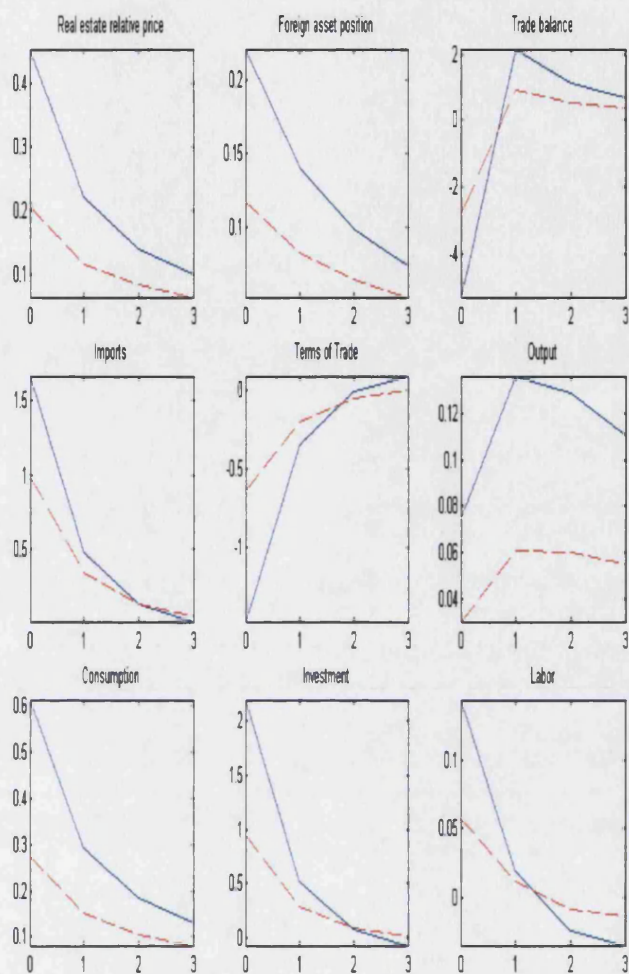 Real estate relative price
0.4
0.3
0.2
0.1
0 1 2 3
Foreign asset position
0.2
0.15
0.1
0 1 2 3
Trade balance
2
0
-2
-4
0 1 2 3
Imports
1.5
1
0.5
0 1 2 3
Terms of Trade
0
-0.5
-1
0 1 2 3
Output
0.12
0.1
0.08
0.06
0.04
0 1 2 3
Consumption
0.6
0.5
0.4
0.3
0.2
0.1
0 1 2 3
Investment
2
1.5
1
0.5
0
0 1 2 3
Labor
0.1
0.05
0
0 1 2 3